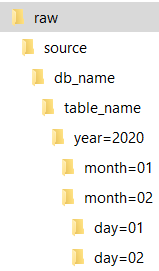 raw
source
db_name
table_name
year=2020
month=01
month=02
day=01
day=02